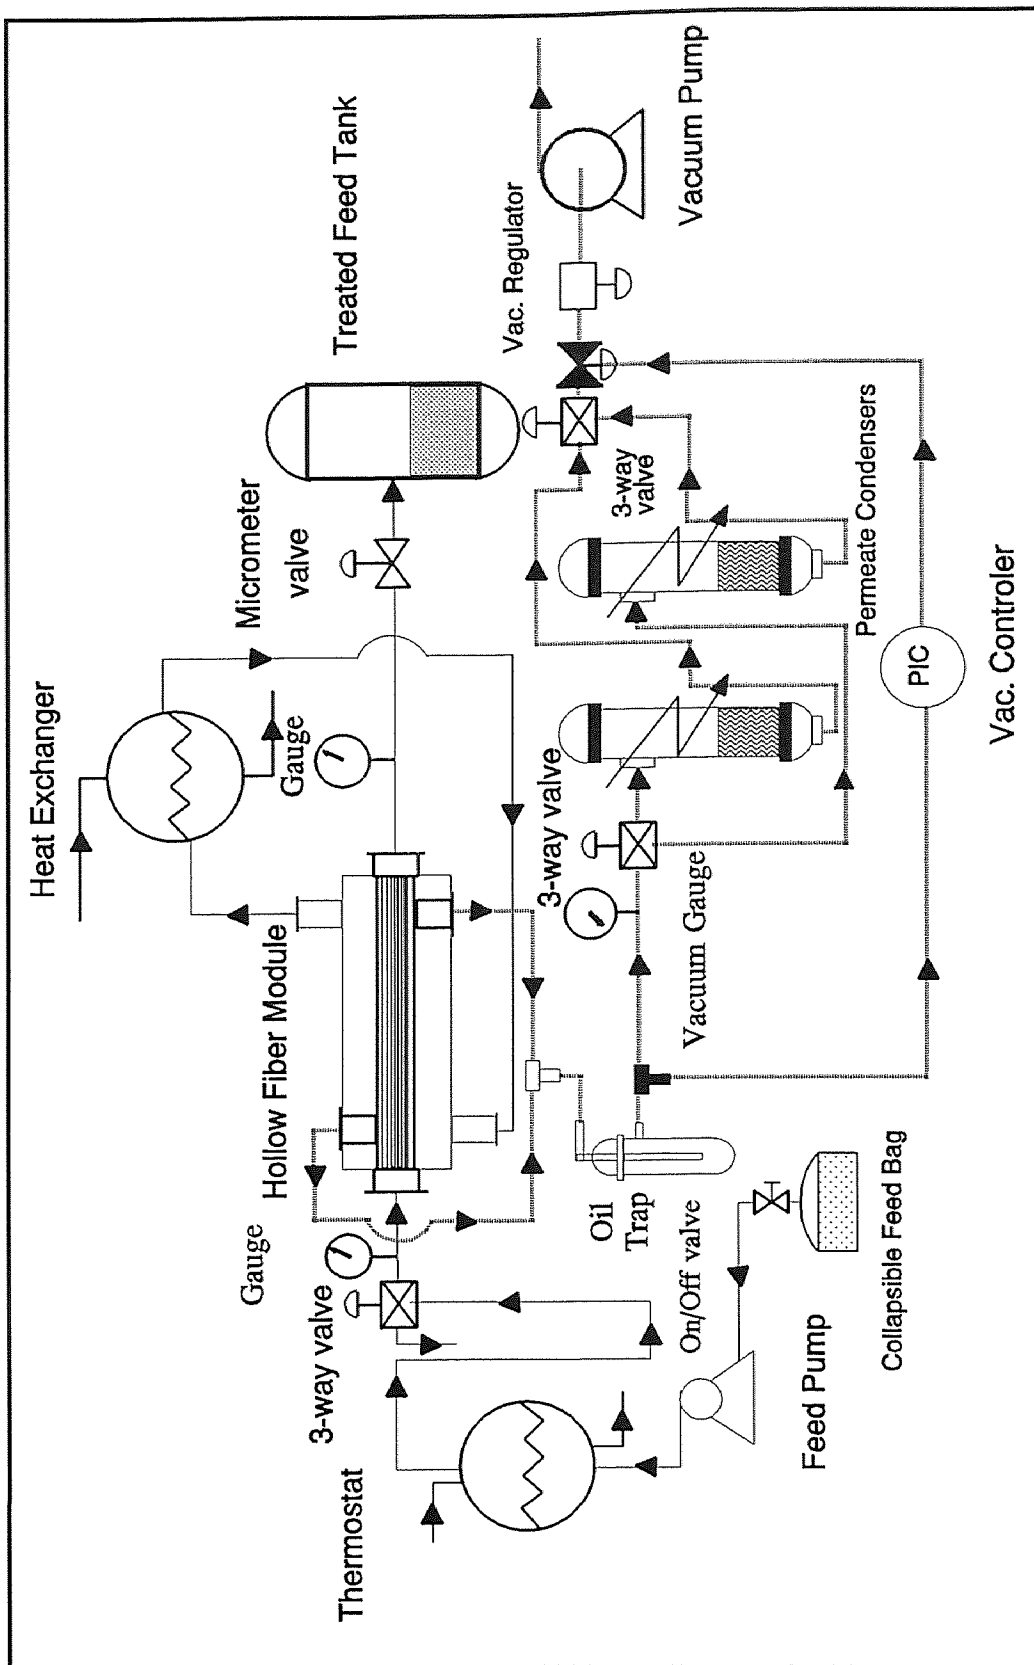 Heat Exchanger
Gauge
Hollow Fiber Module
Gauge
3-way valve
Thermostat
Micrometer
valve
Treated Feed Tank
Vac. Regulator
Vacuum Pump
3-way
valve
3-way valve
Vacuum Gauge
Permeate Condensers
Oil
Trap
On/Off valve
Feed Pump
Collapsible Feed Bag
PIC
Vac. Controler